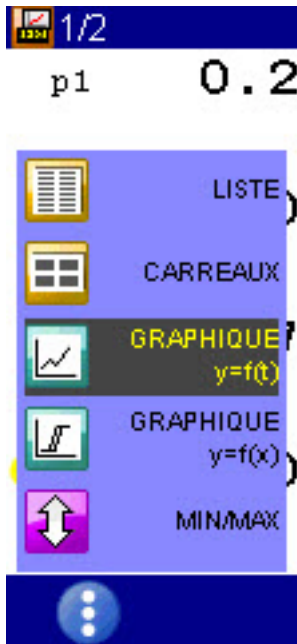 1/2
p1 0.2
LISTE
CARREAUX
GRAPHIQUE
y=f(t)
GRAPHIQUE
y=f(x)
MIN/MAX